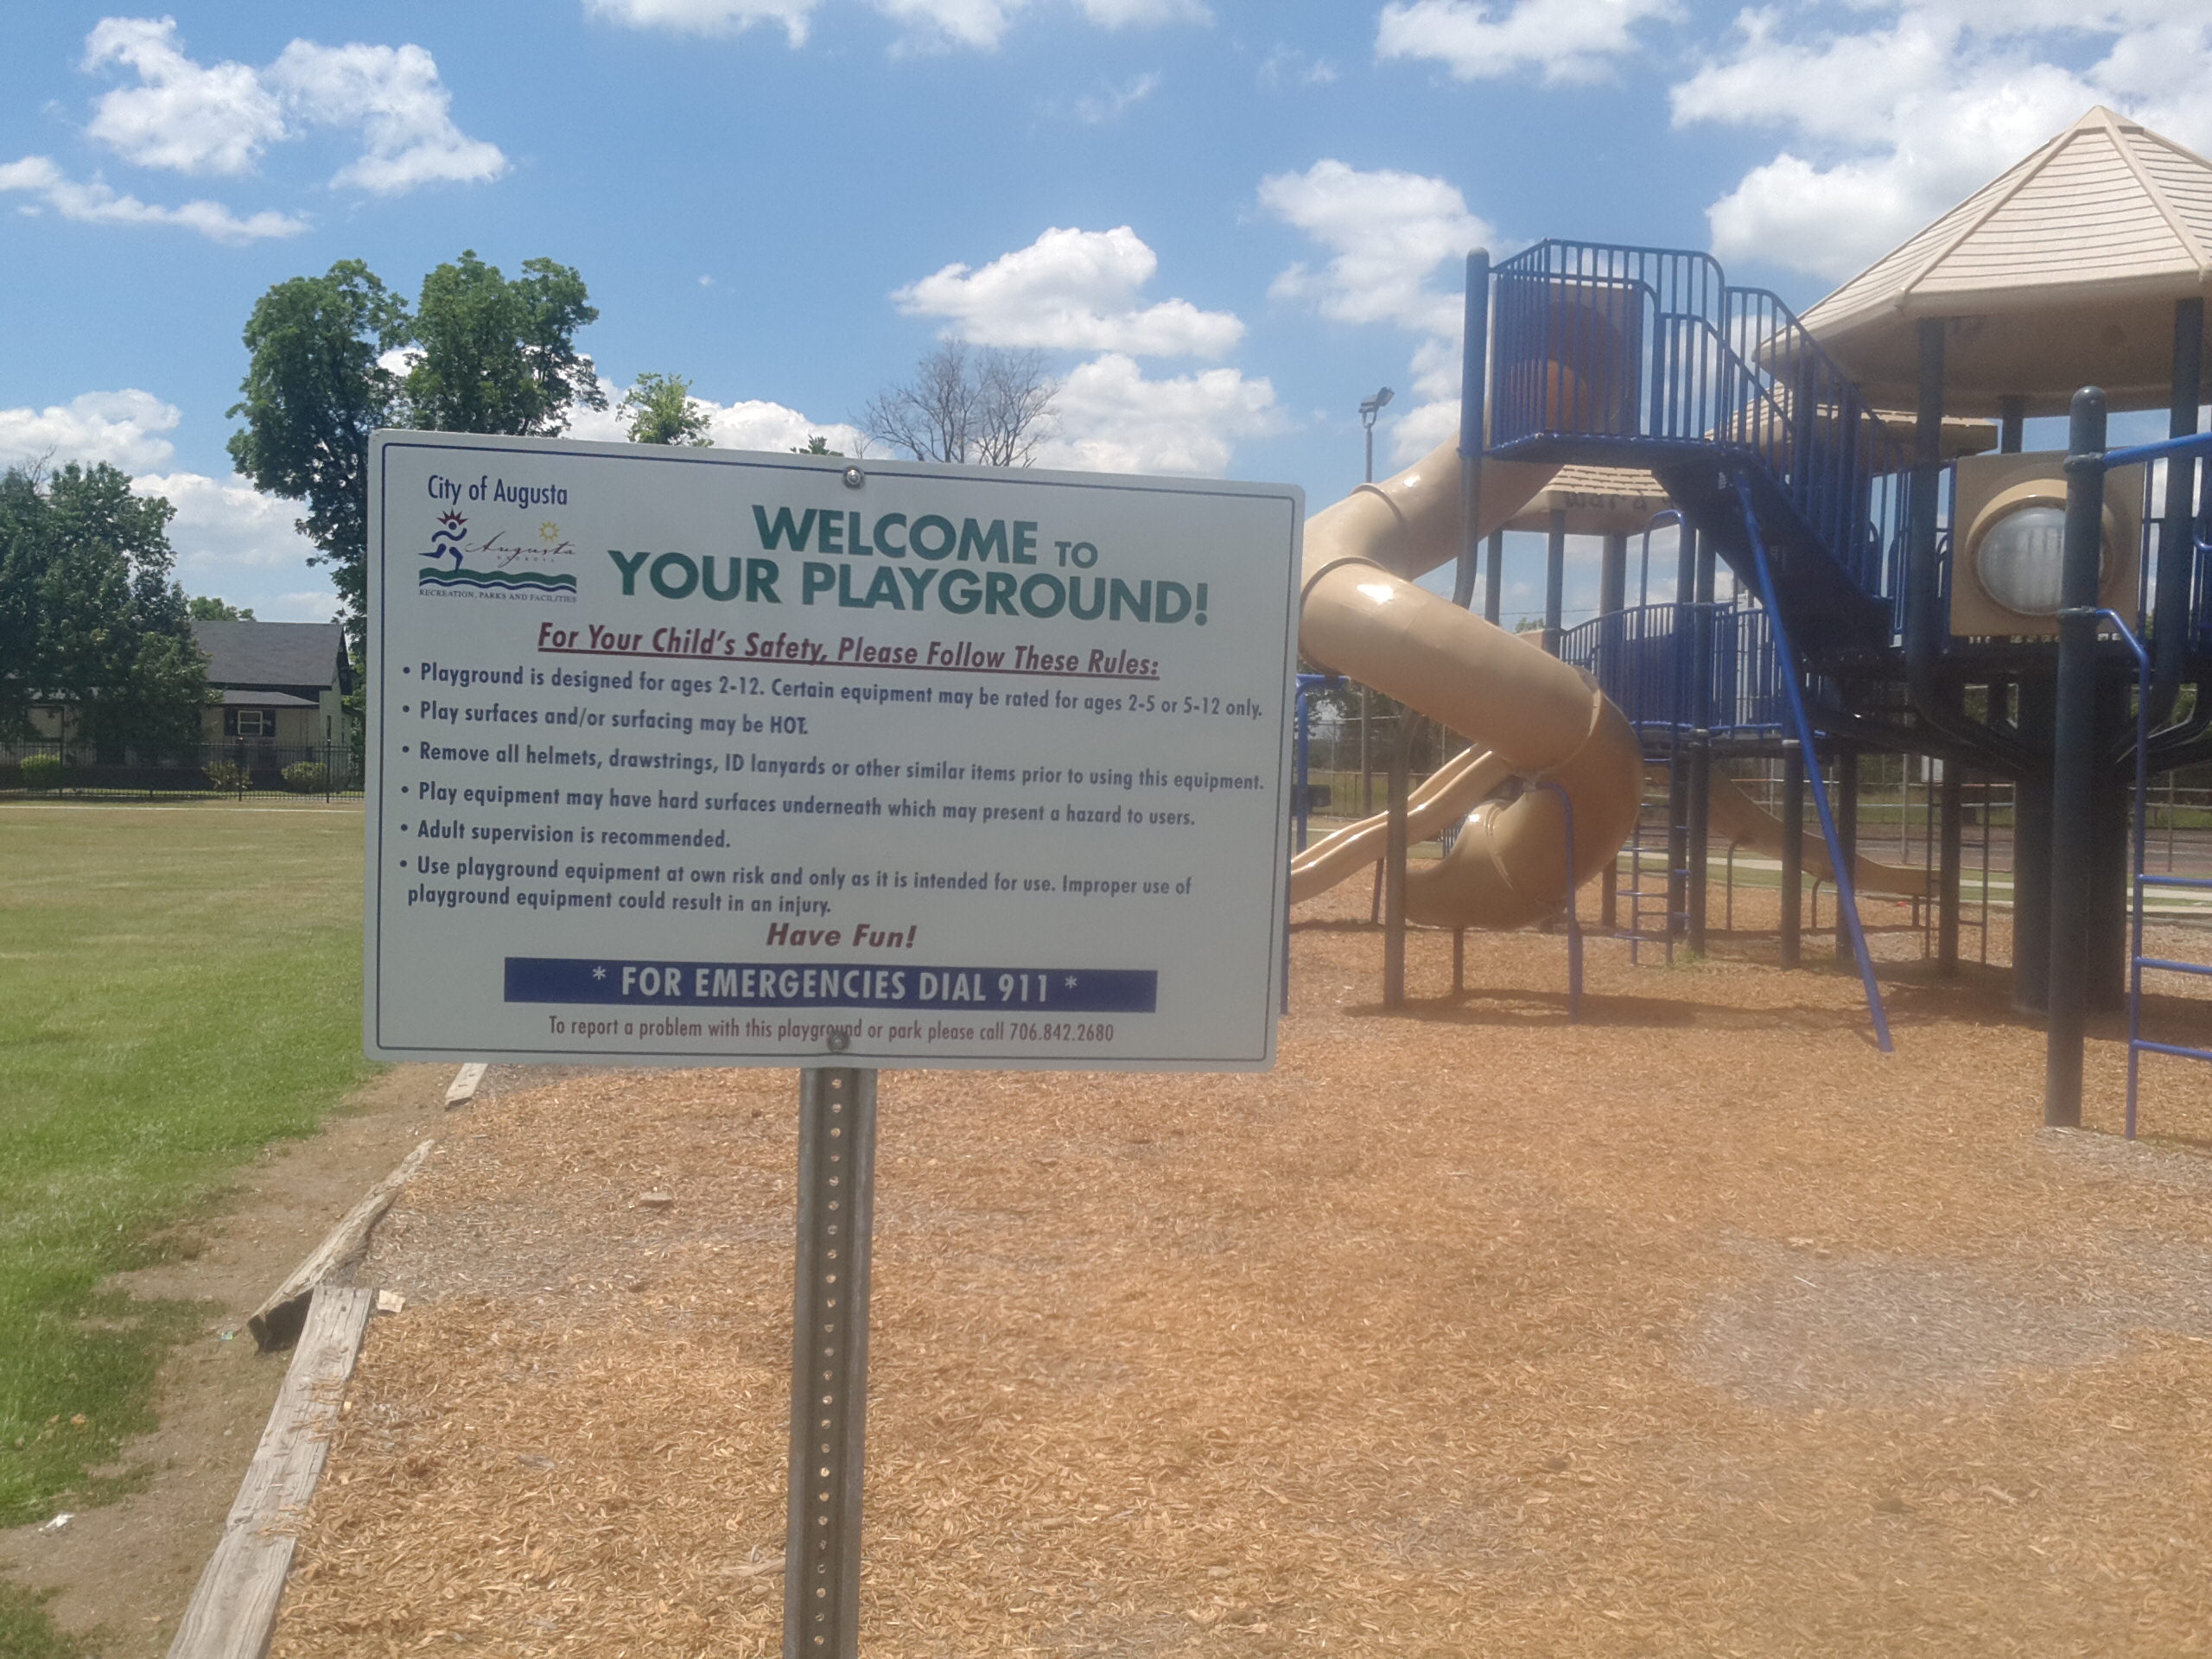 City of Augusta
Augusta
RECREATION, PARKS AND FACILITIES
WELCOME TO
YOUR PLAYGROUND!
For Your Child's Safety, Please Follow These Rules:
• Playground is designed for ages 2-12. Certain equipment may be rated for ages 2-5 or 5-12 only.
• Play surfaces and/or surfacing may be HOT.
• Remove all helmets, drawstrings, ID lanyards or other similar items prior to using this equipment.
• Play equipment may have hard surfaces underneath which may present a hazard to users.
• Adult supervision is recommended.
• Use playground equipment at own risk and only as it is intended for use. Improper use of
playground equipment could result in an injury.
Have Fun!
* FOR EMERGENCIES DIAL 911 *
To report a problem with this playground or park please call 706.842.2680